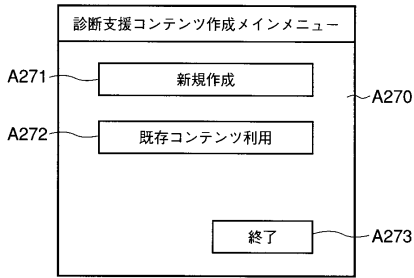 診断支援コンテンツ作成メインメニュー
A271
新規作成
A270
A272
既存コンテンツ利用
終了
A273